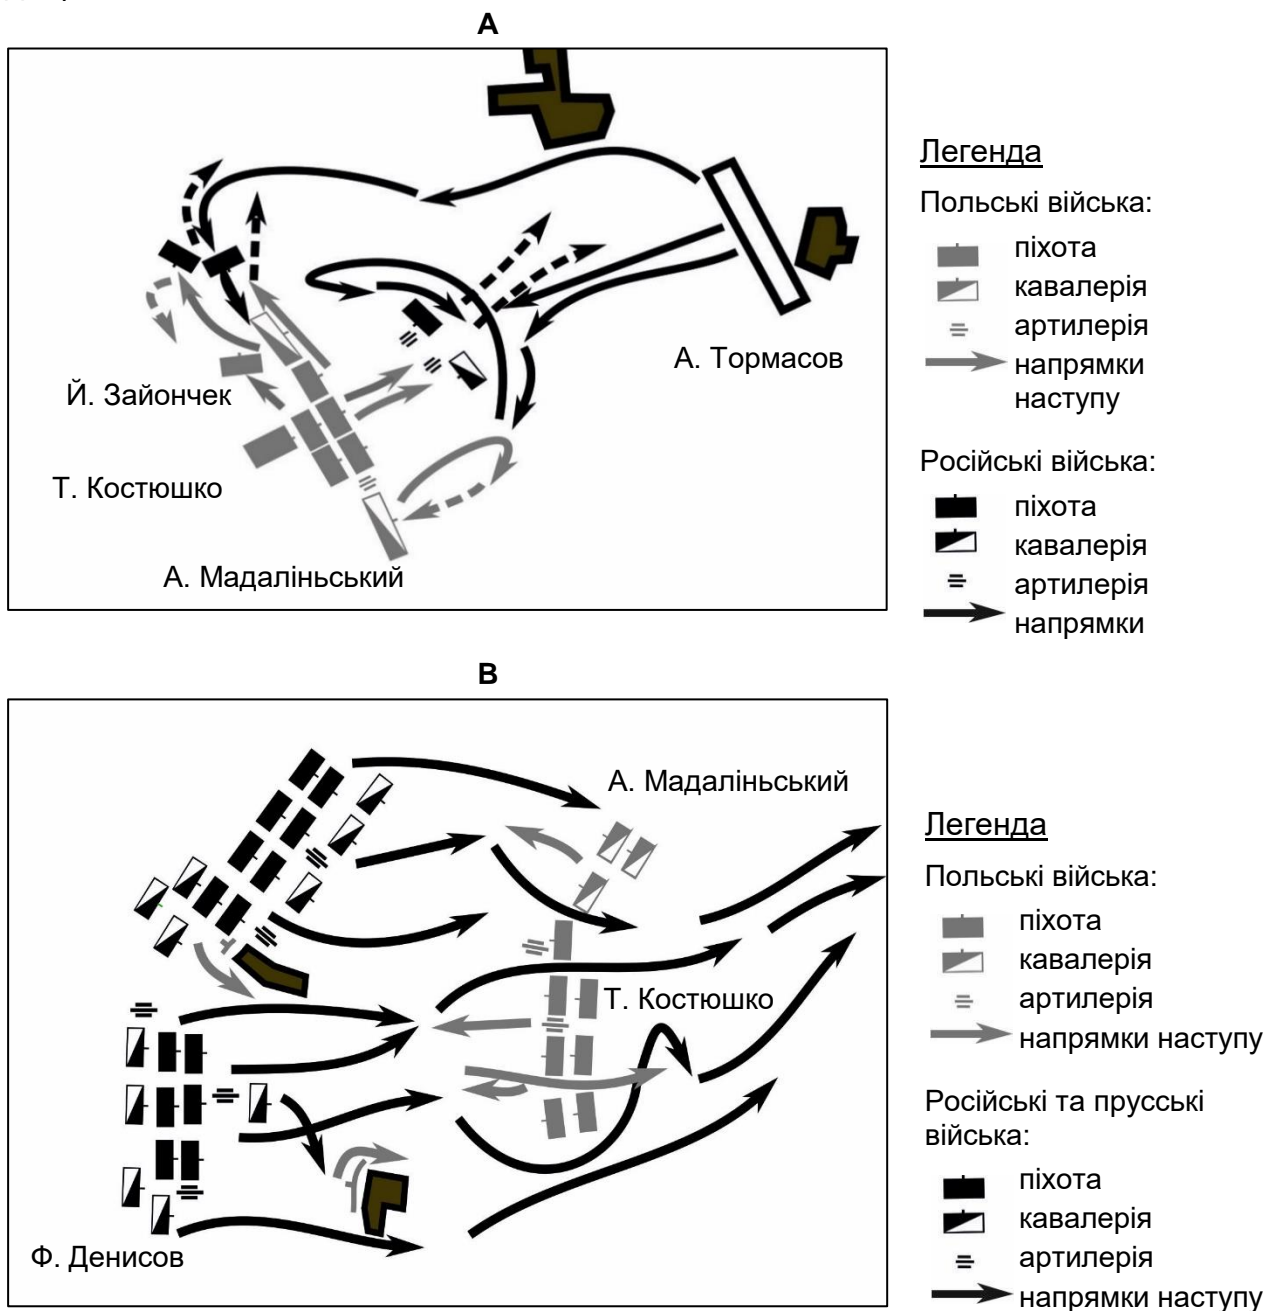 А
Легенда
Польські війська:
піхота
кавалерія
артилерія
напрямки
наступу
Російські війська:
піхота
кавалерія
артилерія
напрямки
А. Тормасов
Й. Зайончек
Т. Костюшко
А. Мадаліньський
В
А. Мадаліньський
Т. Костюшко
Ф. Денисов
Легенда
Польські війська:
піхота
кавалерія
артилерія
напрямки наступу
Російські та прусські
війська:
піхота
кавалерія
артилерія
напрямки наступу